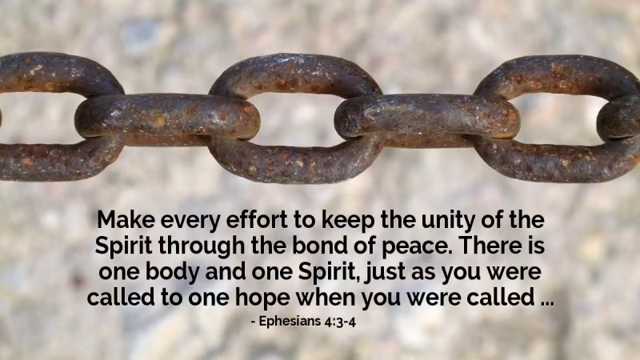 Make every effort to keep the unity of the
Spirit through the bond of peace. There is
one body and one Spirit, just as you were
called to one hope when you were called ...
- Ephesians 4:3-4